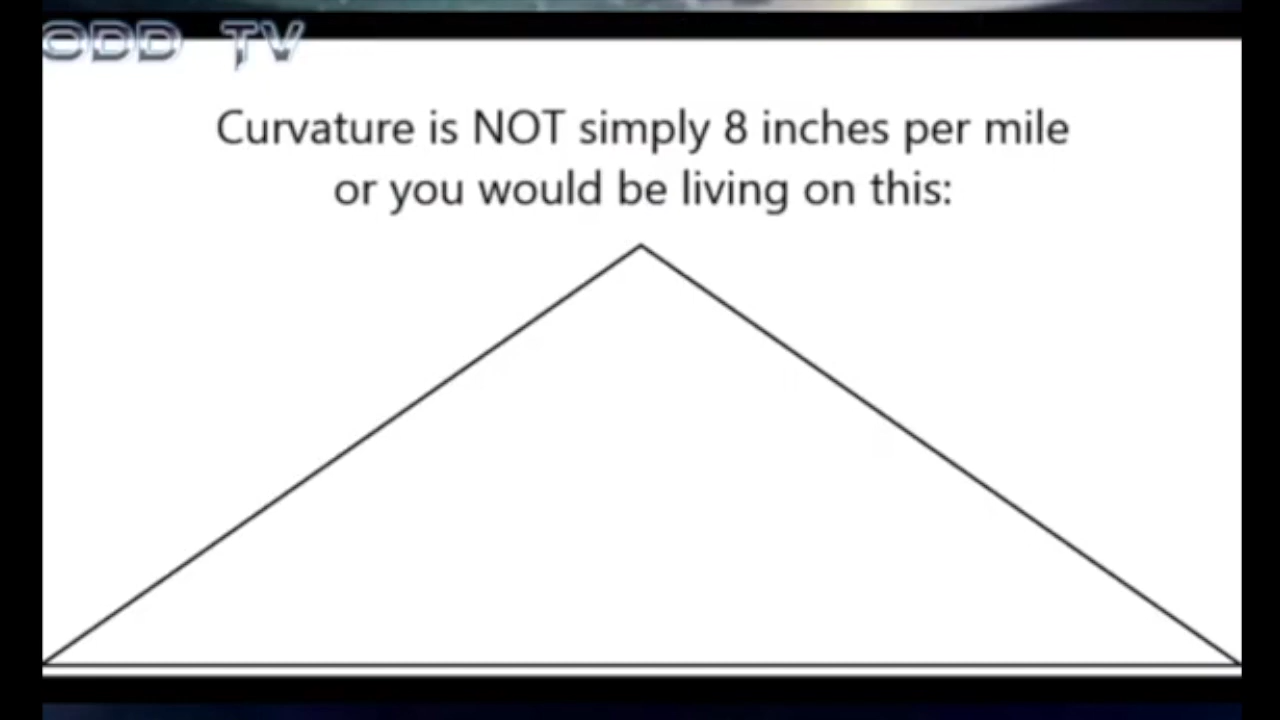 ODD TV
Curvature is NOT simply 8 inches per mile
or you would be living on this: